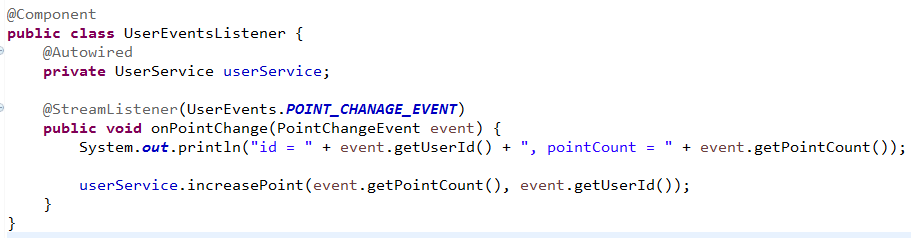 @Component
public class UserEventsListener {
    @Autowired
    private UserService userService;

    @StreamListener(UserEvents.POINT_CHANAGE_EVENT)
    public void onPointChange(PointChangeEvent event) {
        System.out.println("id = " + event.getUserId() + ", pointCount = " + event.getPointCount());

        userService.increasePoint(event.getPointCount(), event.getUserId());
    }
}